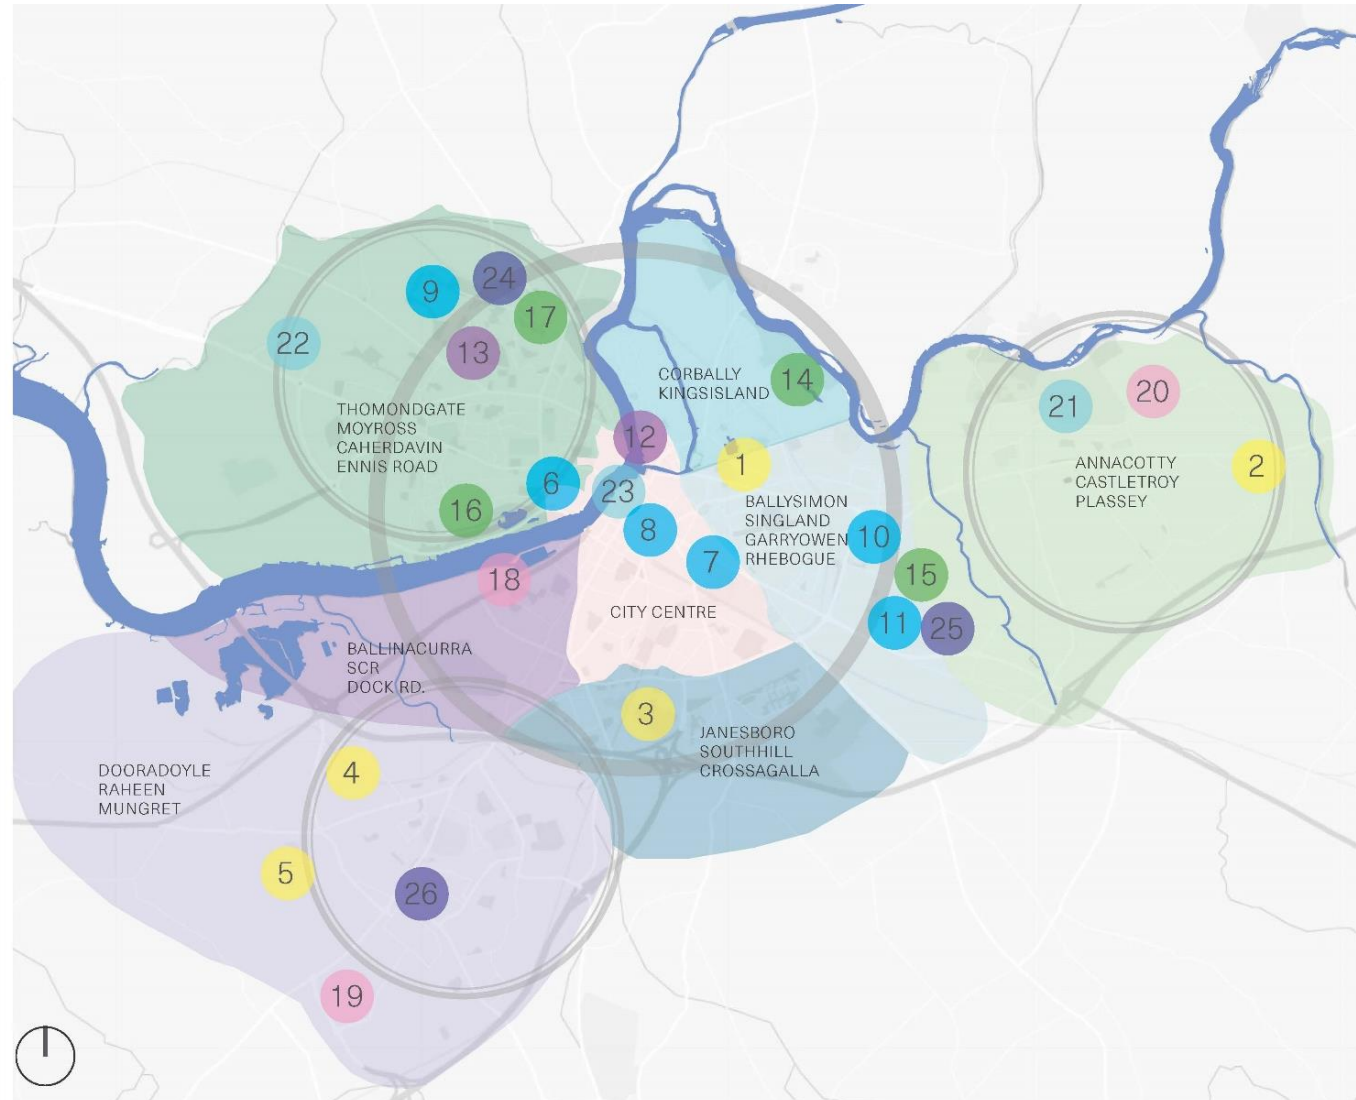 24
9
17
22
13
THOMONDGATE
MOYROSS
CAHERDAVIN
ENNIS ROAD
16
6
CORBALLY
KINGSISLAND
14
12
1
23
8
7
BALLYSIMON
SINGLAND
GARRYOWEN
RHEBOGUE
10
15
11
25
21
20
2
ANNACOTTY
CASTLETROY
PLASSEY
18
CITY CENTRE
BALLINACURRA
SCR
DOCK RD.
3
JANESBORO
SOUTHHILL
CROSSAGALLA
DOORADOYLE
RAHEEN
MUNGRET
4
5
26
19